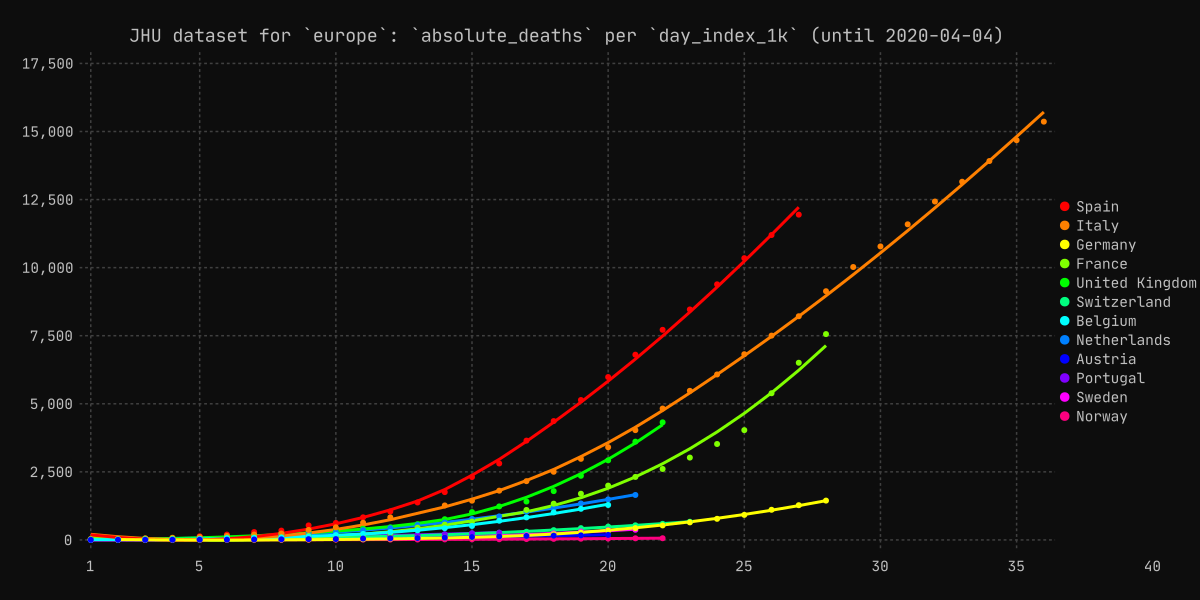 JHU dataset for `europe`: `absolute_deaths` per `day_index_1k` (until 2020-04-04)
17,500
15,000
12,500
10,000
7,500
5,000
2,500
0
1 5 10 15 20 25 30 35 40
Spain
Italy
Germany
France
United Kingdom
Switzerland
Belgium
Netherlands
Austria
Portugal
Sweden
Norway